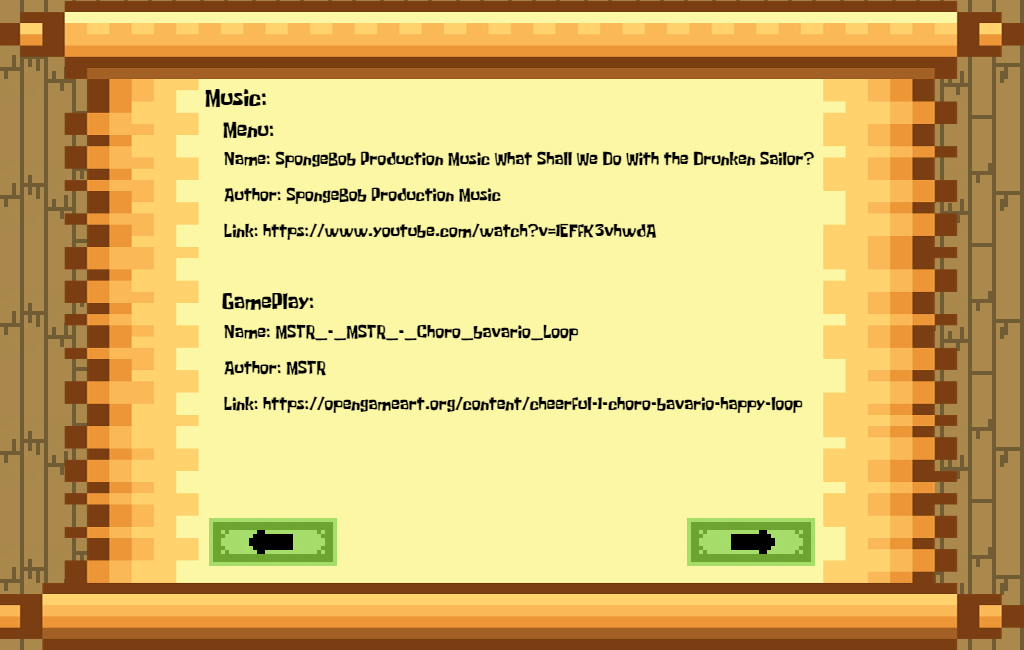 Music:
Menu:
Name: SpongeBob Production Music What Shall We Do With the Drunken Sailor?
Author: SpongeBob Production Music
Link: https://www.youtube.com/watch?v=IEFfK3vhwdA
GamePlay:
Name: MSTR_-_MSTR_-_Choro_bavario_Loop
Author: MSTR
Link: https://opengameart.org/content/cheerful-1-choro-bavario-happy-loop